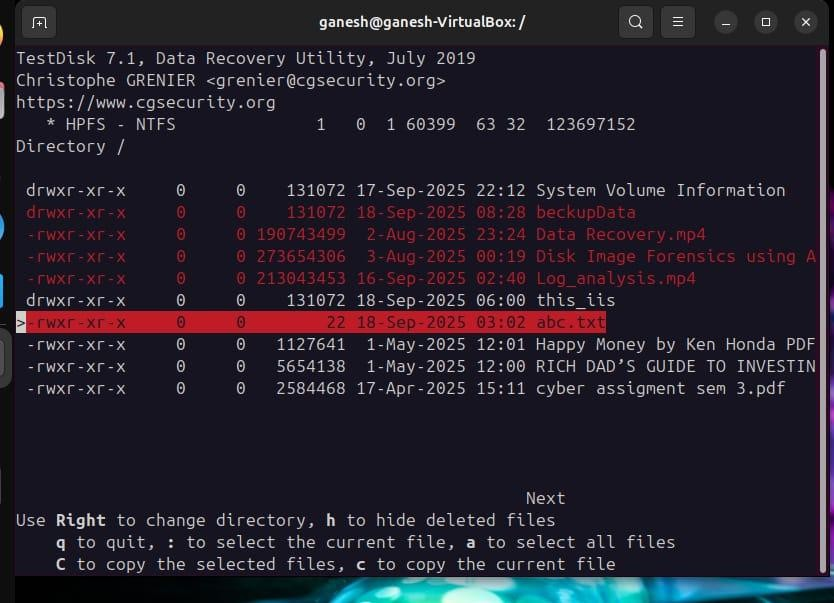 ganesh@ganesh-VirtualBox: /
TestDisk 7.1, Data Recovery Utility, July 2019
Christophe GRENIER <grenier@cgsecurity.org>
https://www.cgsecurity.org
   * HPFS - NTFS              1   0  1 60399  63 32  123697152
Directory /
 drwxr-xr-x     0     0    131072 17-Sep-2025 22:12 System Volume Information
 drwxr-xr-x     0     0    131072 18-Sep-2025 08:28 beckupData
 -rwxr-xr-x     0     0 190743499  2-Aug-2025 23:24 Data Recovery.mp4
 -rwxr-xr-x     0     0 273654306  3-Aug-2025 00:19 Disk Image Forensics using A
 -rwxr-xr-x     0     0 213043453 16-Sep-2025 02:40 Log_analysis.mp4
 drwxr-xr-x     0     0    131072 18-Sep-2025 06:00 this_iis
>-rwxr-xr-x     0     0        22 18-Sep-2025 03:02 abc.txt
 -rwxr-xr-x     0     0   1127641  1-May-2025 12:01 Happy Money by Ken Honda PDF
 -rwxr-xr-x     0     0   5654138  1-May-2025 12:00 RICH DAD’S GUIDE TO INVESTIN
 -rwxr-xr-x     0     0   2584468 17-Apr-2025 15:11 cyber assigment sem 3.pdf
Next
Use Right to change directory, h to hide deleted files
    q to quit, : to select the current file, a to select all files
    C to copy the selected files, c to copy the current file